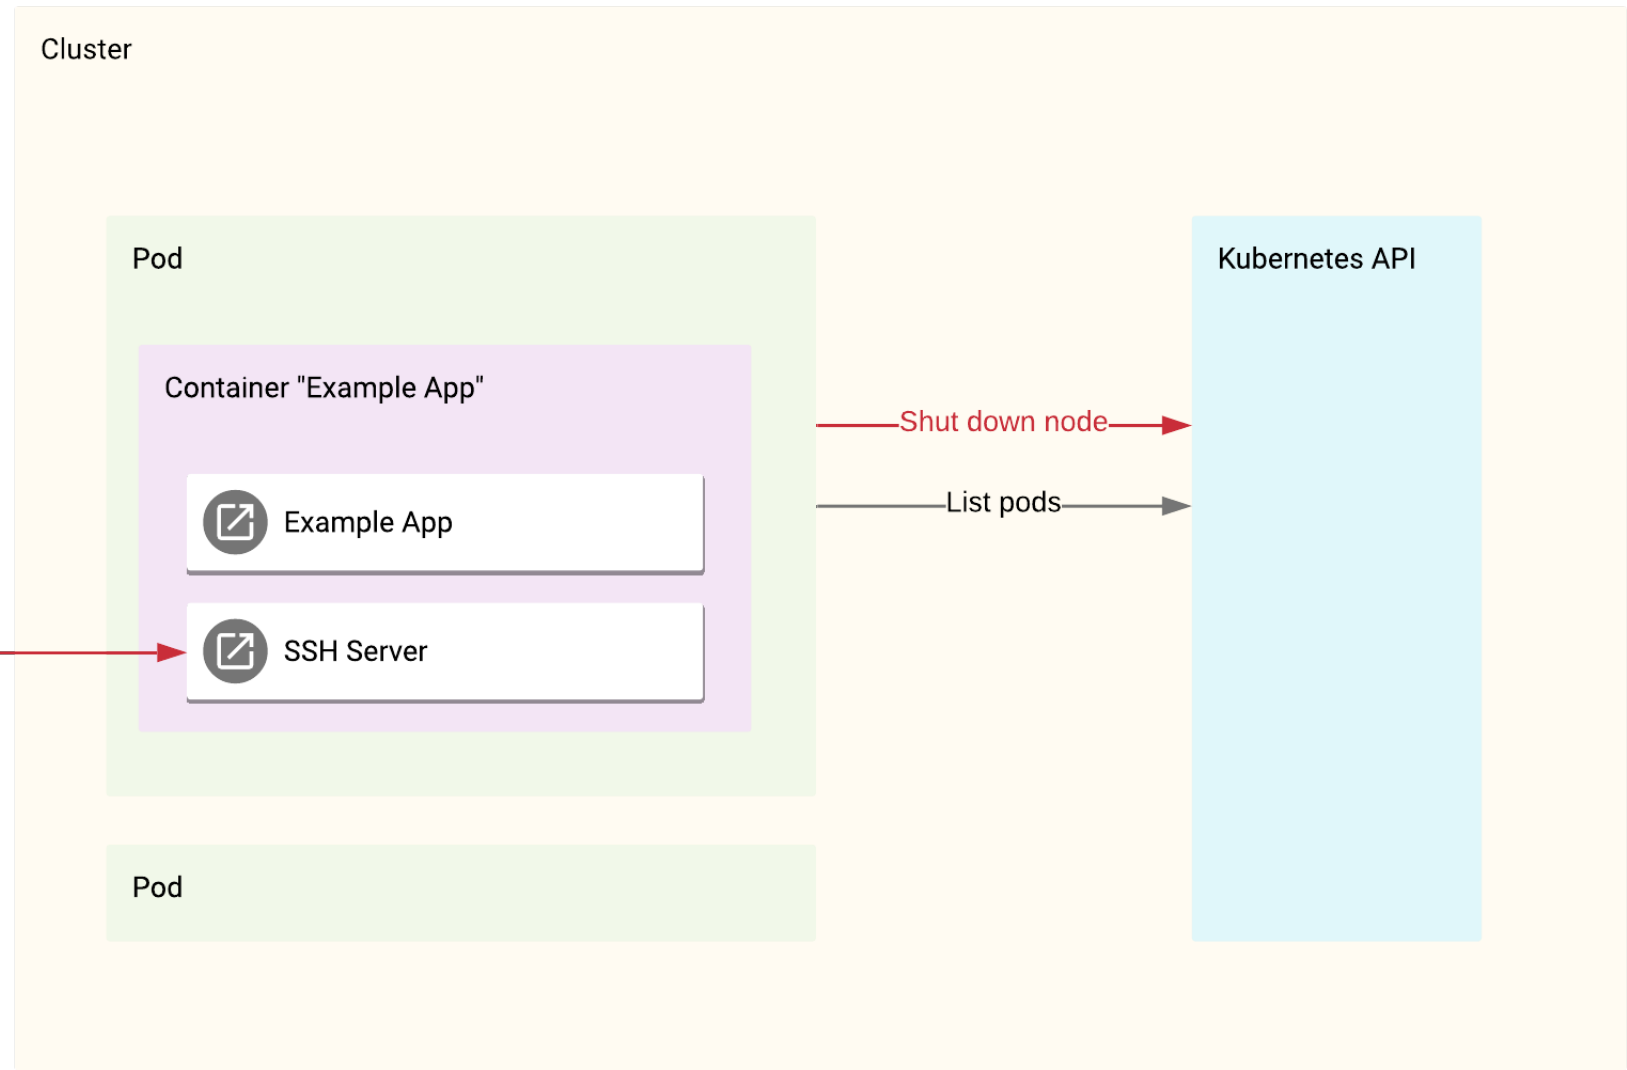 Cluster
Pod
Kubernetes API
Container "Example App"
Shut down node
List pods
Example App
SSH Server
Pod